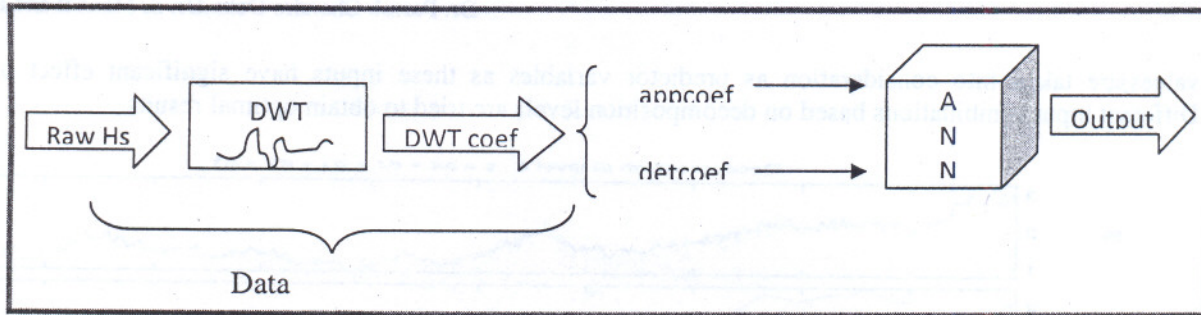 Raw Hs
DWT
DWT coef
appcoef
detcoef
A
N
N
Output
Data